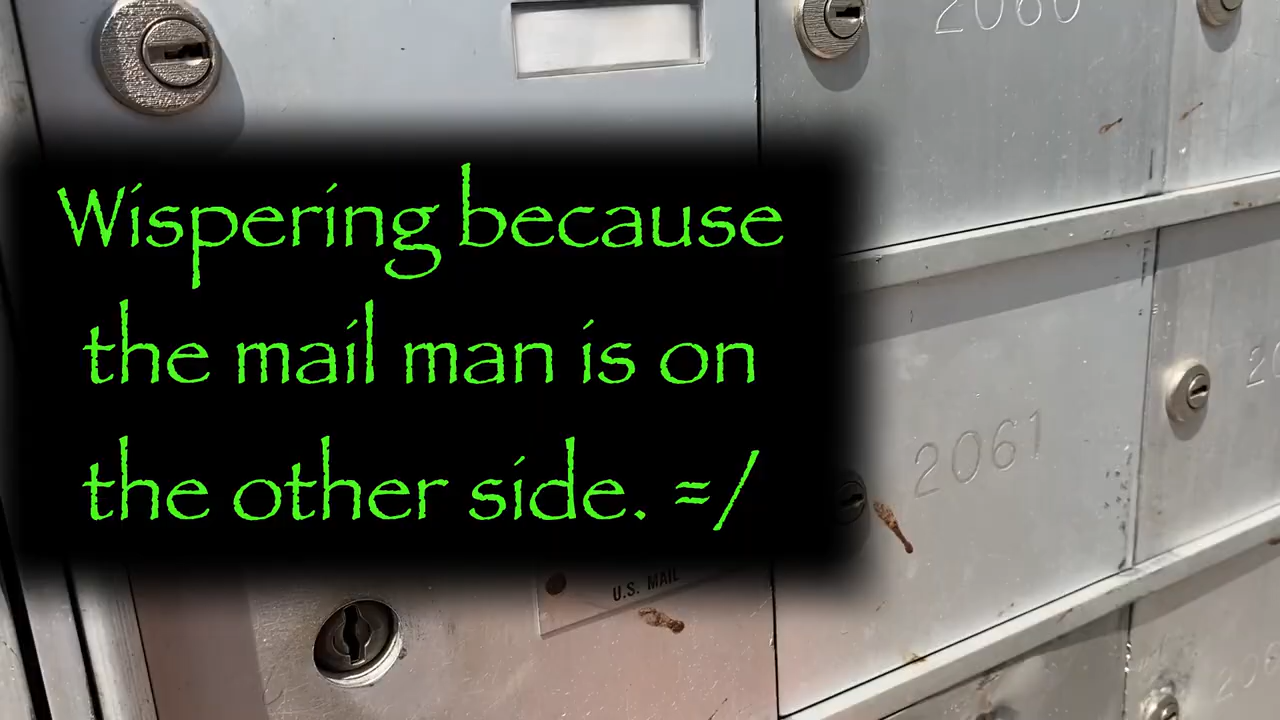 2060
Wispering because
the mail man is on
the other side. =/
2061
U.S. MAIL